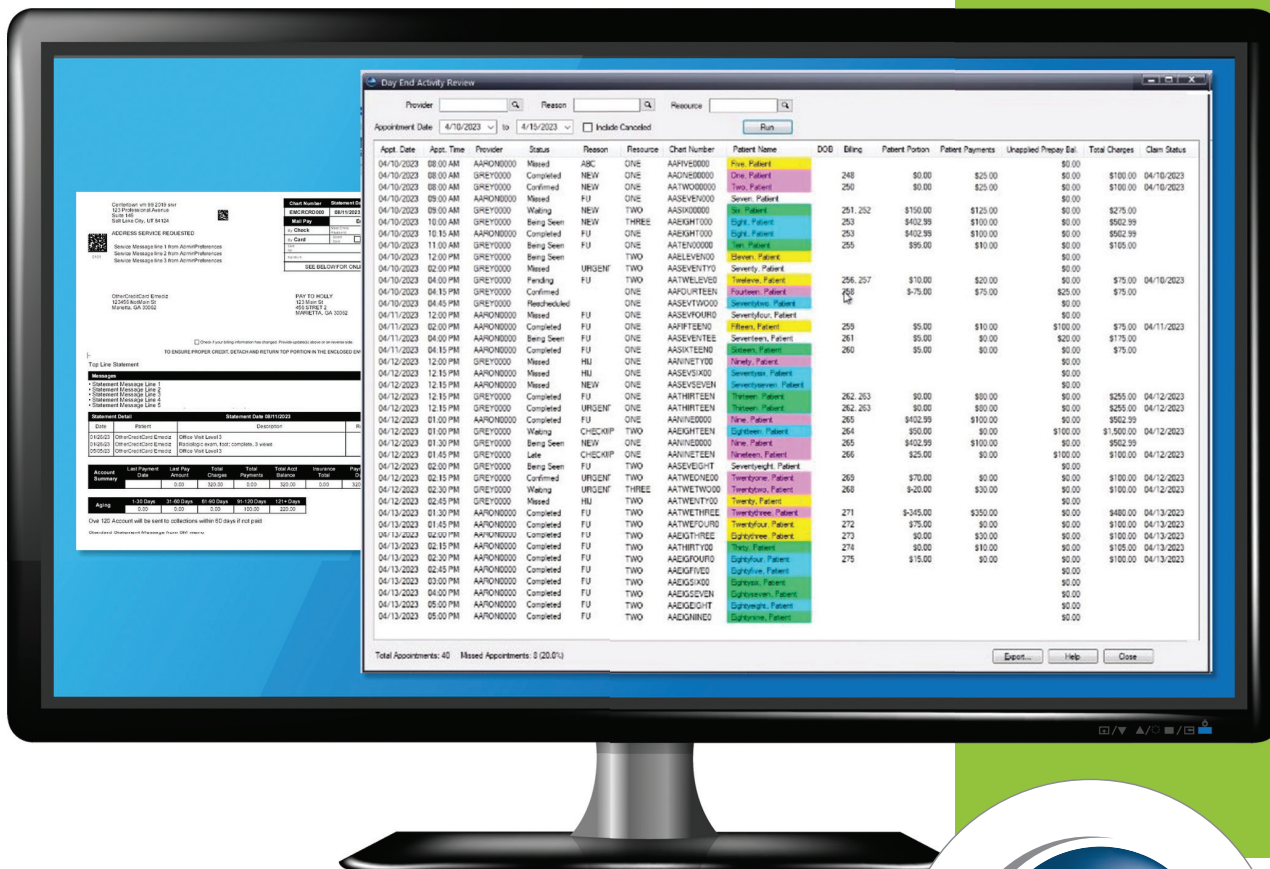 Day End Activity Review
Provider Reason Resource
Appointment Date 4/10/2023 to 4/15/2023 Include Canceled Run
Appt. Date Appt. Time Provider Status Reason Resource Chart Number Patient Name DOB Billing Patient Portion Patient Payments Unapplied Prepay Bal. Total Charges Claim Status
04/10/2023 08:00 AM AARON0000 Missed ABC ONE AAFIVE0000 Five, Patient $0.00
04/10/2023 08:00 AM GREY0000 Completed NEW ONE AAONE00000 One, Patient 248 $0.00 $25.00 $100.00 04/10/2023
04/10/2023 08:00 AM GREY0000 Confirmed NEW ONE AATWO00000 Two, Patient 250 $0.00 $25.00 $0.00 $100.00 04/10/2023
04/10/2023 09:00 AM AARON0000 Missed FU ONE AASEVEN000 Seven, Patient $0.00
04/10/2023 09:00 AM GREY0000 Waiting NEW TWO AASIX00000 Six, Patient 251, 252 $150.00 $125.00 $275.00
04/10/2023 10:00 AM GREY0000 Being Seen NEW THREE AAEIGHT000 Eight, Patient 253 $402.99 $100.00 $0.00 $502.99
04/10/2023 10:15 AM GREY0000 Completed FU ONE AAEIGHT000 Eight, Patient 253 $402.99 $100.00 $0.00 $502.99
04/10/2023 11:00 AM GREY0000 Being Seen FU ONE AATEN00000 Ten, Patient 255 $95.00 $10.00 $0.00 $105.00
04/10/2023 12:00 PM GREY0000 Being Seen TWO AAELEVEN00 Eleven, Patient $0.00
04/10/2023 02:00 PM GREY0000 Missed URGENT TWO AASEVENTY0 Seventy, Patient $0.00
04/10/2023 04:00 PM GREY0000 Pending FU TWO AATWELEVE0 Tweleve, Patient 256, 257 $10.00 $20.00 $0.00 $75.00 04/10/2023
04/10/2023 04:15 PM GREY0000 Confirmed ONE AAFOURTEEN Fourteen, Patient 258 $-75.00 $75.00 $25.00 $75.00
04/10/2023 04:45 PM GREY0000 Rescheduled ONE AASEVTWO00 Seventytwo, Patient $0.00
04/11/2023 12:00 PM AARON0000 Missed FU ONE AASEVFOUR0 Seventyfour, Patient $0.00
04/11/2023 02:00 PM AARON0000 Completed FU ONE AAFIFTEEN0 Fifteen, Patient 259 $5.00 $10.00 $100.00 $75.00 04/11/2023
04/11/2023 04:00 PM AARON0000 Being Seen FU ONE AASEVENTEE Seventeen, Patient 261 $5.00 $0.00 $20.00 $175.00
04/11/2023 04:15 PM AARON0000 Completed FU ONE AASIXTEEN0 Sixteen, Patient 260 $5.00 $0.00 $0.00 $75.00
04/12/2023 12:00 PM GREY0000 Missed HU ONE AANINETY00 Ninety, Patient $0.00
04/12/2023 12:15 PM AARON0000 Missed HU ONE AASEVSIX00 Seventysix, Patient $0.00
04/12/2023 12:15 PM AARON0000 Missed NEW ONE AASEVSEVEN Seventyseven, Patient $0.00
04/12/2023 12:15 PM GREY0000 Completed FU ONE AATHIRTEEN Thirteen, Patient 262, 263 $0.00 $80.00 $0.00 $255.00 04/12/2023
04/12/2023 12:15 PM GREY0000 Completed URGENT ONE AATHIRTEEN Thirteen, Patient 262, 263 $0.00 $80.00 $0.00 $255.00 04/12/2023
04/12/2023 01:00 PM AARON0000 Completed FU ONE AANINE0000 Nine, Patient 265 $402.99 $100.00 $0.00 $502.99
04/12/2023 01:00 PM GREY0000 Waiting CHECKUP TWO AAEIGHTEEN Eighteen, Patient 264 $50.00 $0.00 $100.00 $1,500.00 04/12/2023
04/12/2023 01:30 PM GREY0000 Being Seen NEW ONE AANINE0000 Nine, Patient 265 $402.99 $100.00 $0.00 $502.99
04/12/2023 01:45 PM GREY0000 Late CHECKUP ONE AANINETEEN Nineteen, Patient 266 $25.00 $0.00 $100.00 $100.00 04/12/2023
04/12/2023 02:00 PM GREY0000 Being Seen FU TWO AASEVEIGHT Seventyeight, Patient $0.00
04/12/2023 02:15 PM GREY0000 Confirmed URGENT ONE AATWEONE00 Twentyone, Patient $70.00 $0.00 $0.00 $100.00 04/12/2023
04/12/2023 02:30 PM GREY0000 Waiting URGENT THREE AATWETWO00 Twentytwo, Patient 268 $-20.00 $30.00 $0.00 $100.00 04/12/2023
04/12/2023 02:45 PM GREY0000 Missed HU TWO AATWENTY00 Twenty, Patient $0.00
04/13/2023 01:30 PM AARON0000 Completed FU TWO AATWETHREE Twentythree, Patient 271 $-345.00 $350.00 $0.00 $480.00 04/13/2023
04/13/2023 01:45 PM AARON0000 Completed FU TWO AATWEFOUR0 Twentyfour, Patient 272 $75.00 $0.00 $0.00 $100.00 04/13/2023
04/13/2023 02:00 PM AARON0000 Completed FU TWO AAEIGTHREE Eightythree, Patient 273 $0.00 $30.00 $0.00 $100.00 04/13/2023
04/13/2023 02:15 PM AARON0000 Completed FU TWO AATHIRTY00 Thirty, Patient 274 $0.00 $10.00 $0.00 $105.00 04/13/2023
04/13/2023 02:30 PM AARON0000 Completed FU TWO AAEIGFOUR0 Eightyfour, Patient 275 $15.00 $0.00 $0.00 $100.00 04/13/2023
04/13/2023 02:45 PM AARON0000 Completed FU TWO AAEIGFIVE0 Eightyfive, Patient $0.00
04/13/2023 03:00 PM AARON0000 Completed FU TWO AAEIGSIX00 Eightysix, Patient $0.00
04/13/2023 04:00 PM AARON0000 Completed FU TWO AAEIGSEVEN Eightyseven, Patient $0.00
04/13/2023 05:00 PM AARON0000 Completed FU TWO AAEIGEIGHT Eightyeight, Patient $0.00
04/13/2023 05:00 PM AARON0000 Completed FU TWO AAEIGNINE0 Eightynine, Patient $0.00
Total Appointments: 40 Missed Appointments: 8 (20.0%)
Export... Help Close
123 Professional Avenue
Suite 146
Salt Lake City, UT 84124
ADDRESS SERVICE REQUESTED
Service Message line 1 from AdminPreferences
Service Message line 2 from AdminPreferences
Service Message line 3 from AdminPreferences
Chart Number Statement Da
EMCRCRD000 08/11/2023
Mail Pay
By Check
By Card
SEE BELOW FOR ONLI
OtherCreditCard Emerciz
123456 NotMain St
Marietta, GA 30062
PAY TO HOLLY
123 Main St
MARIETTA, GA 30062
Check if your billing information has changed. Provide update(s) above or on reverse side.
TO ENSURE PROPER CREDIT, DETACH AND RETURN TOP PORTION IN THE ENCLOSED ENV
Top Line Statement
Messages
• Statement Message Line 1
• Statement Message Line 2
• Statement Message Line 3
• Statement Message Line 4
• Statement Message Line 5
Statement Detail Statement Date 08/11/2023
Date Patient Description
Office Visit Level 3
Radiologic exam, foot; complete, 3 views
Office Visit Level 3
Account Summary Last Payment Date Last Pay Amount Total Charges Total Payments Total Acct Balance Insurance Total
0.00 320.00 0.00 320.00 0.00
Aging 1-30 Days 31-60 Days 61-90 Days 91-120 Days 121+ Days
0.00 0.00 0.00 100.00 220.00
Ove 120 Account will be sent to collections within 60 days if not paid